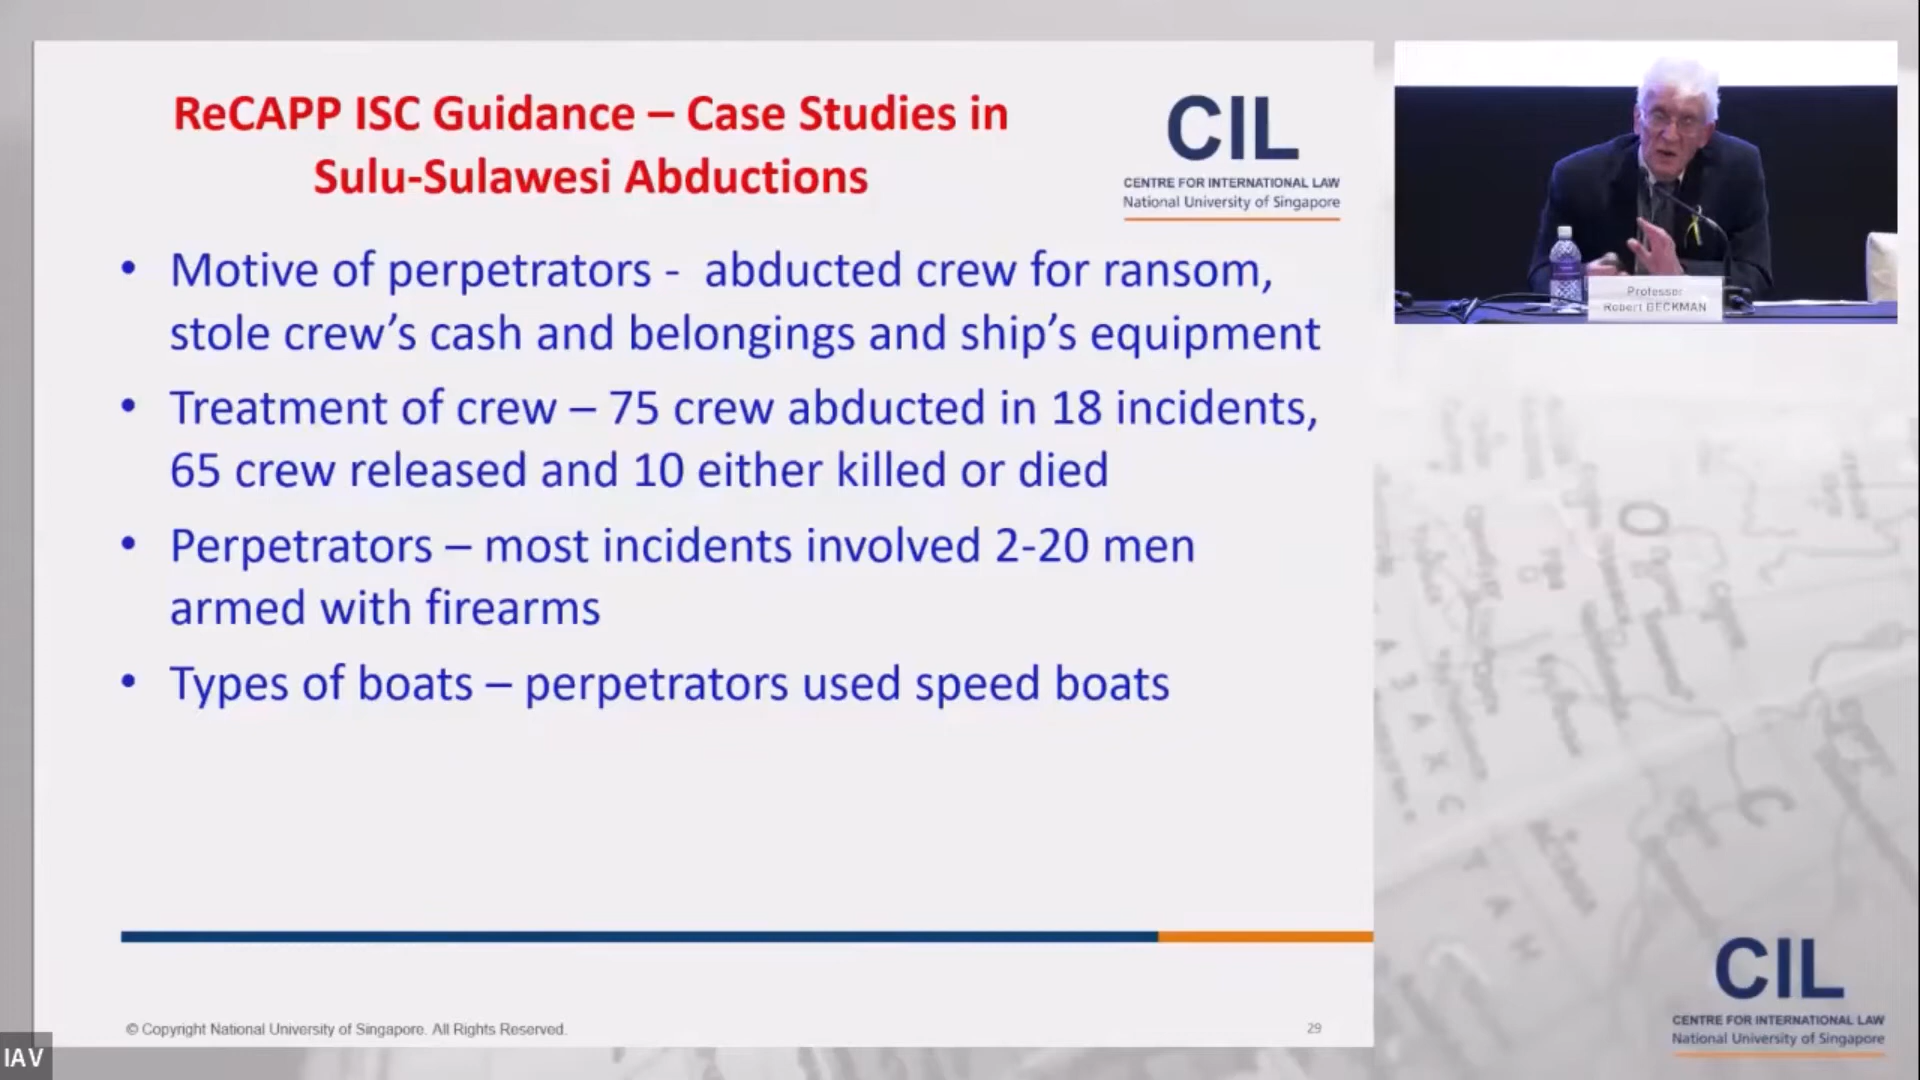 ReCAPP ISC Guidance – Case Studies in
Sulu-Sulawesi Abductions
CIL
CENTRE FOR INTERNATIONAL LAW
National University of Singapore
• Motive of perpetrators -  abducted crew for ransom,
stole crew’s cash and belongings and ship’s equipment
• Treatment of crew – 75 crew abducted in 18 incidents,
65 crew released and 10 either killed or died
• Perpetrators – most incidents involved 2-20 men
armed with firearms
• Types of boats – perpetrators used speed boats
© Copyright National University of Singapore. All Rights Reserved.
29
Professor
Robert BECKMAN
CIL
CENTRE FOR INTERNATIONAL LAW
National University of Singapore
IAV